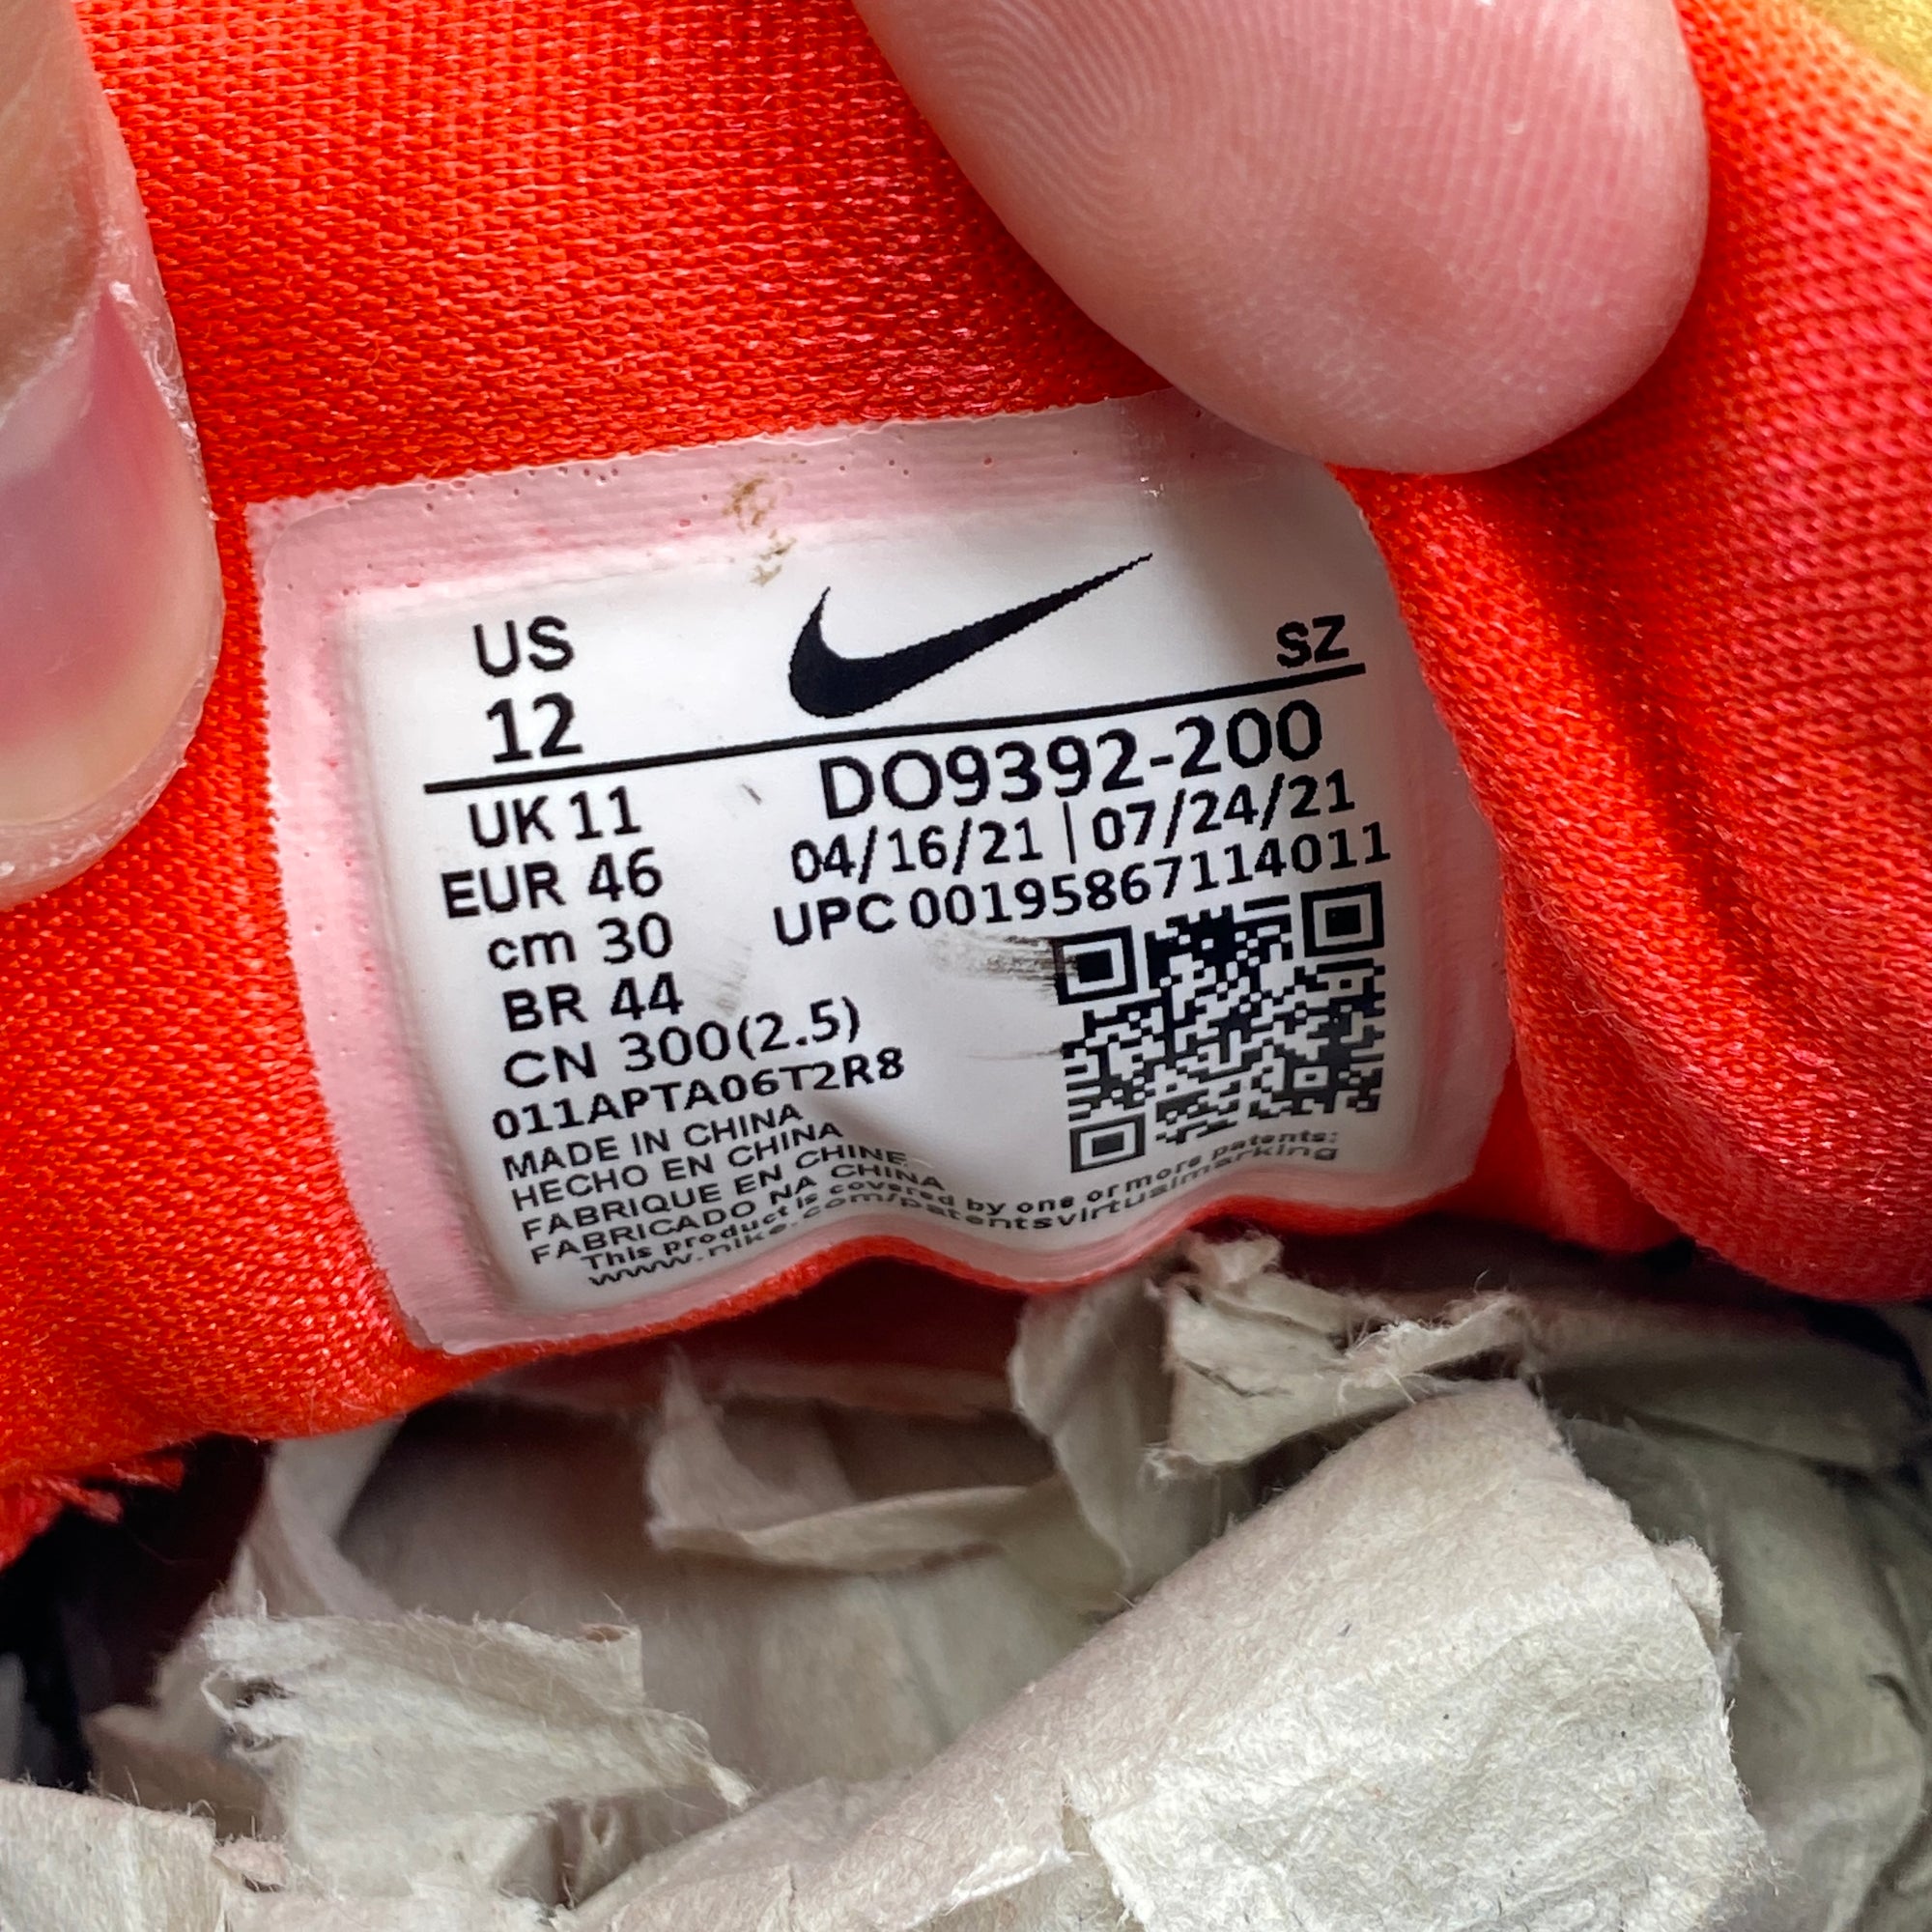 US
12
SZ
UK 11
EUR 46
cm 30
BR 44
CN 300(2.5)
011APTA06T2R8
MADE IN CHINA
HECHO EN CHINA
FABRIQUE EN CHINE
FABRICADO NA CHINA
DO9392-200
04/16/21 | 07/24/21
UPC 00195867114011
This product is covered by one or more patents:
www.nike.com/patentsvirtualmarking